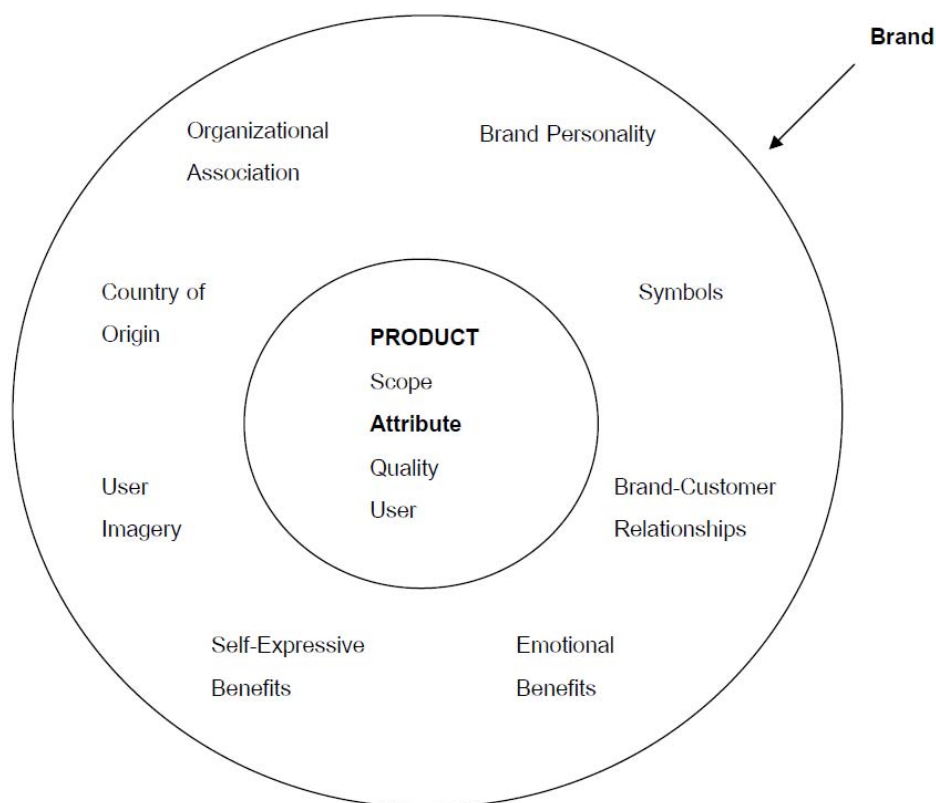 Brand
Organizational
Association
Brand Personality
Country of
Origin
Symbols
PRODUCT
Scope
Attribute
Quality
User
User
Imagery
Brand-Customer
Relationships
Self-Expressive
Benefits
Emotional
Benefits